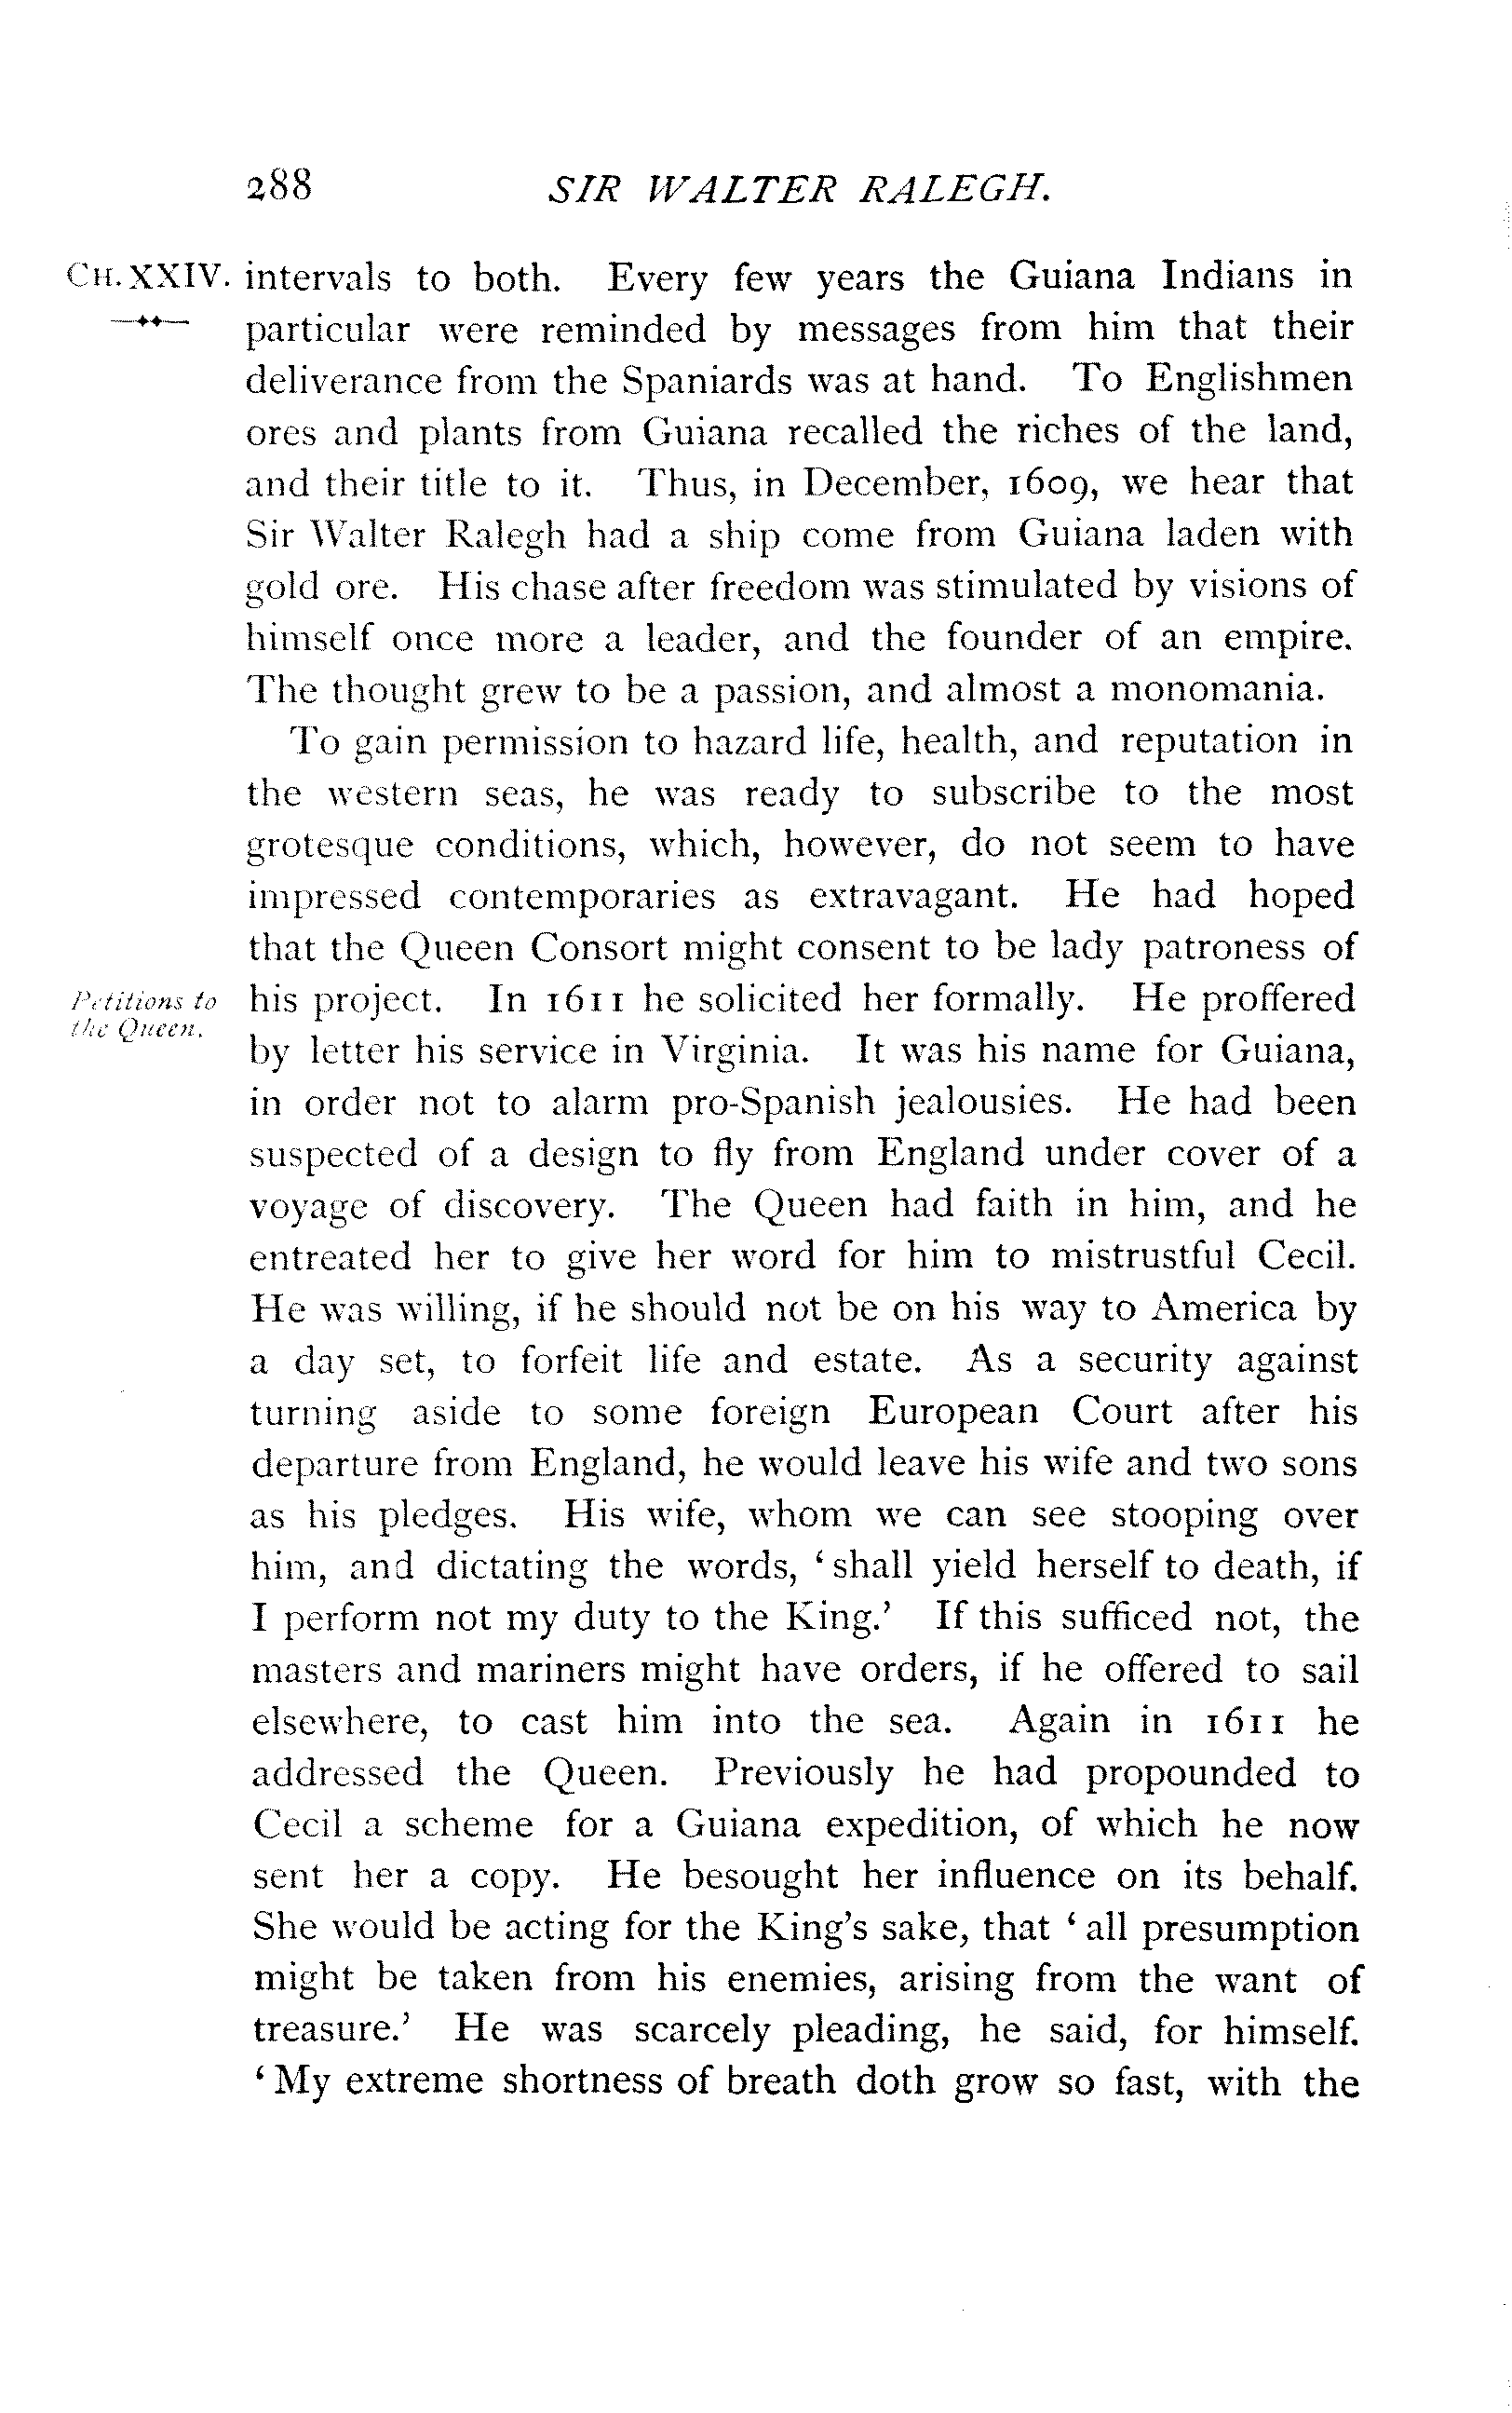 288 SIR WALTER RALEGH.
CH. XXIV. intervals to both. Every few years the Guiana Indians in
particular were reminded by messages from him that their
deliverance from the Spaniards was at hand. To Englishmen
ores and plants from Guiana recalled the riches of the land,
and their title to it. Thus, in December, 1609, we hear that
Sir Walter Ralegh had a ship come from Guiana laden with
gold ore. His chase after freedom was stimulated by visions of
himself once more a leader, and the founder of an empire.
The thought grew to be a passion, and almost a monomania.
To gain permission to hazard life, health, and reputation in
the western seas, he was ready to subscribe to the most
grotesque conditions, which, however, do not seem to have
impressed contemporaries as extravagant. He had hoped
that the Queen Consort might consent to be lady patroness of
Petitions to
the Queen.
his project. In 1611 he solicited her formally. He proffered
by letter his service in Virginia. It was his name for Guiana,
in order not to alarm pro-Spanish jealousies. He had been
suspected of a design to fly from England under cover of a
voyage of discovery. The Queen had faith in him, and he
entreated her to give her word for him to mistrustful Cecil.
He was willing, if he should not be on his way to America by
a day set, to forfeit life and estate. As a security against
turning aside to some foreign European Court after his
departure from England, he would leave his wife and two sons
as his pledges. His wife, whom we can see stooping over
him, and dictating the words, ‘shall yield herself to death, if
I perform not my duty to the King.’ If this sufficed not, the
masters and mariners might have orders, if he offered to sail
elsewhere, to cast him into the sea. Again in 1611 he
addressed the Queen. Previously he had propounded to
Cecil a scheme for a Guiana expedition, of which he now
sent her a copy. He besought her influence on its behalf.
She would be acting for the King’s sake, that ‘all presumption
might be taken from his enemies, arising from the want of
treasure.’ He was scarcely pleading, he said, for himself.
‘My extreme shortness of breath doth grow so fast, with the